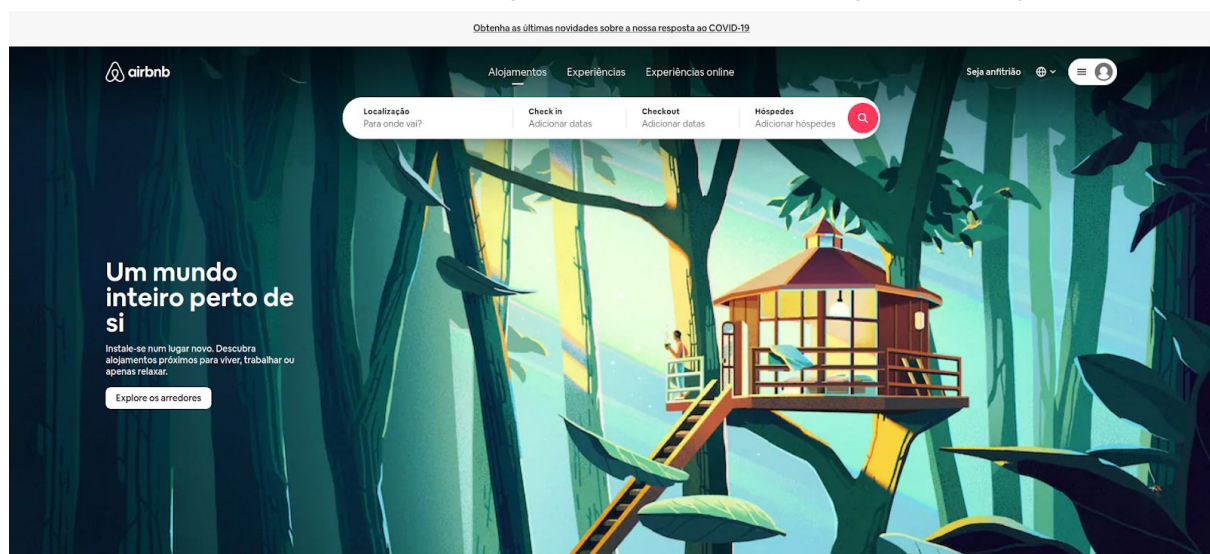 Obtenha as últimas novidades sobre a nossa resposta ao COVID-19
airbnb
Alojamentos Experiências Experiências online
Seja anfitrião
Localização Check in Checkout Hóspedes
Para onde vai? Adicionar datas Adicionar datas Adicionar hóspedes
Um mundo
inteiro perto de
si
Instale-se num lugar novo. Descubra
alojamentos próximos para viver, trabalhar ou
apenas relaxar.
Explore os arredores